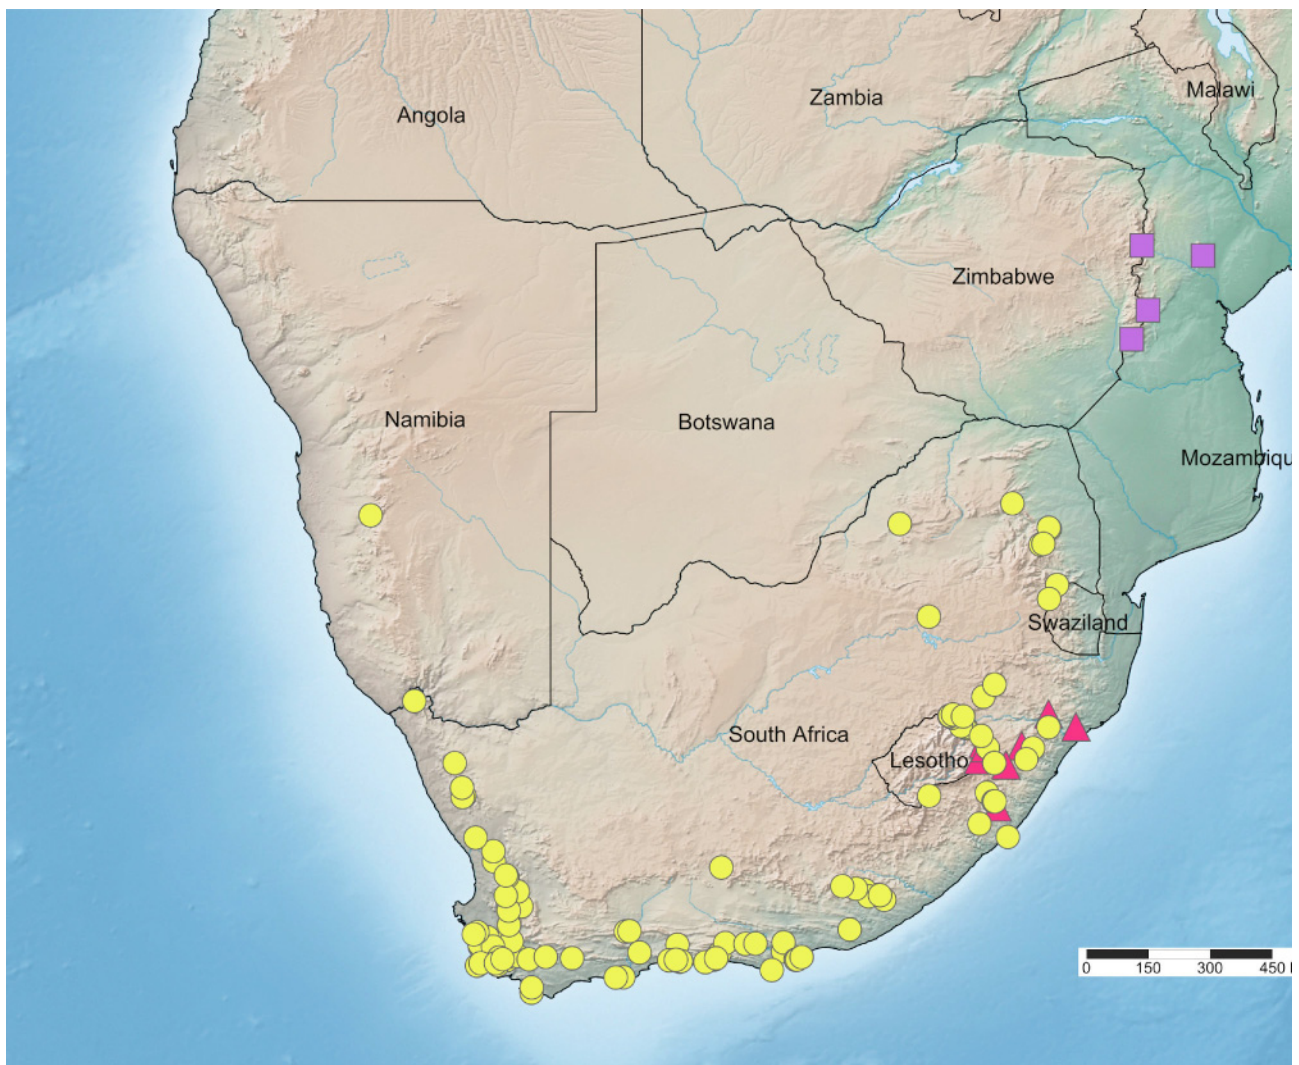 Malawi
Zambia
Angola
Zimbabwe
Namibia
Botswana
Mozambiqu
Swaziland
South Africa
Lesotho
0 150 300 450